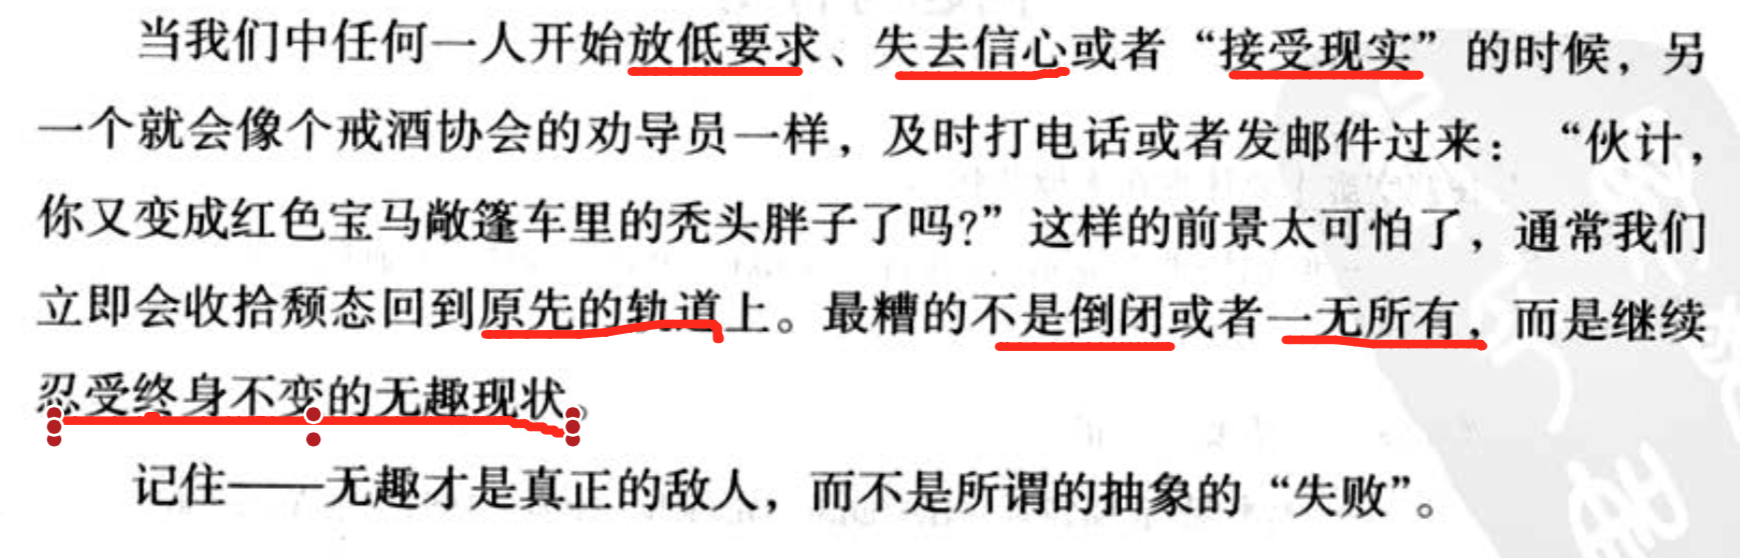 当我们中任何一人开始放低要求、失去信心或者“接受现实”的时候，另
一个就会像个戒酒协会的劝导员一样，及时打电话或者发邮件过来：“伙计，
你又变成红色宝马敞篷车里的秃头胖子了吗？”这样的前景太可怕了，通常我们
立即会收拾颓态回到原先的轨道上。最糟的不是倒闭或者一无所有，而是继续
忍受终身不变的无趣现状。
记住——无趣才是真正的敌人，而不是所谓的抽象的“失败”。